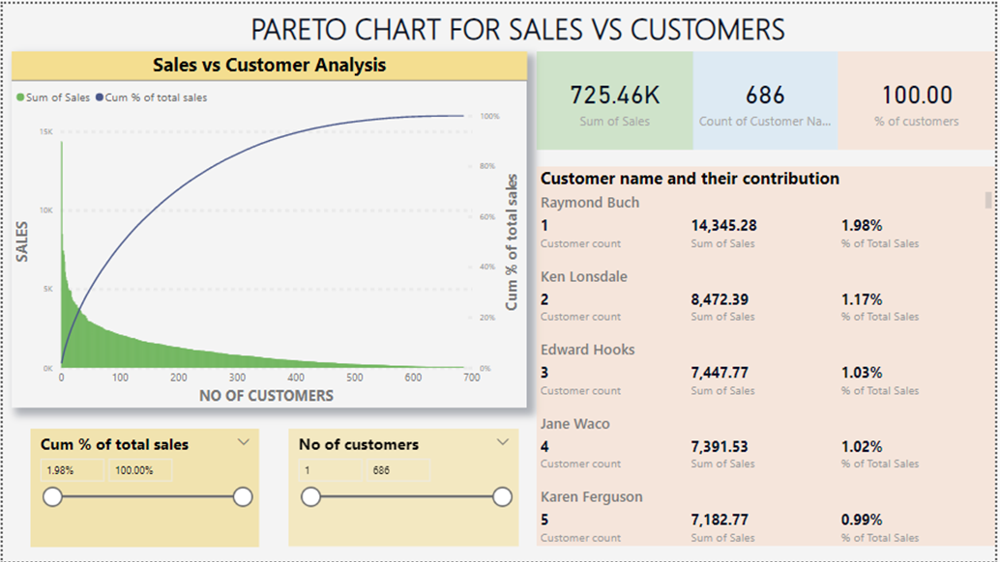 PARETO CHART FOR SALES VS CUSTOMERS
Sales vs Customer Analysis
Sum of Sales Cum % of total sales
15K
10K
5K
0K
SALES
100%
80%
60%
40%
20%
0%
Cum % of total sales
0 100 200 300 400 500 600 700
NO OF CUSTOMERS
725.46K
Sum of Sales
686
Count of Customer Na...
100.00
% of customers
Customer name and their contribution
Raymond Buch
1 14,345.28 1.98%
Customer count Sum of Sales % of Total Sales
Ken Lonsdale
2 8,472.39 1.17%
Customer count Sum of Sales % of Total Sales
Edward Hooks
3 7,447.77 1.03%
Customer count Sum of Sales % of Total Sales
Jane Waco
4 7,391.53 1.02%
Customer count Sum of Sales % of Total Sales
Karen Ferguson
5 7,182.77 0.99%
Customer count Sum of Sales % of Total Sales
Cum % of total sales
1.98% 100.00%
No of customers
1 686